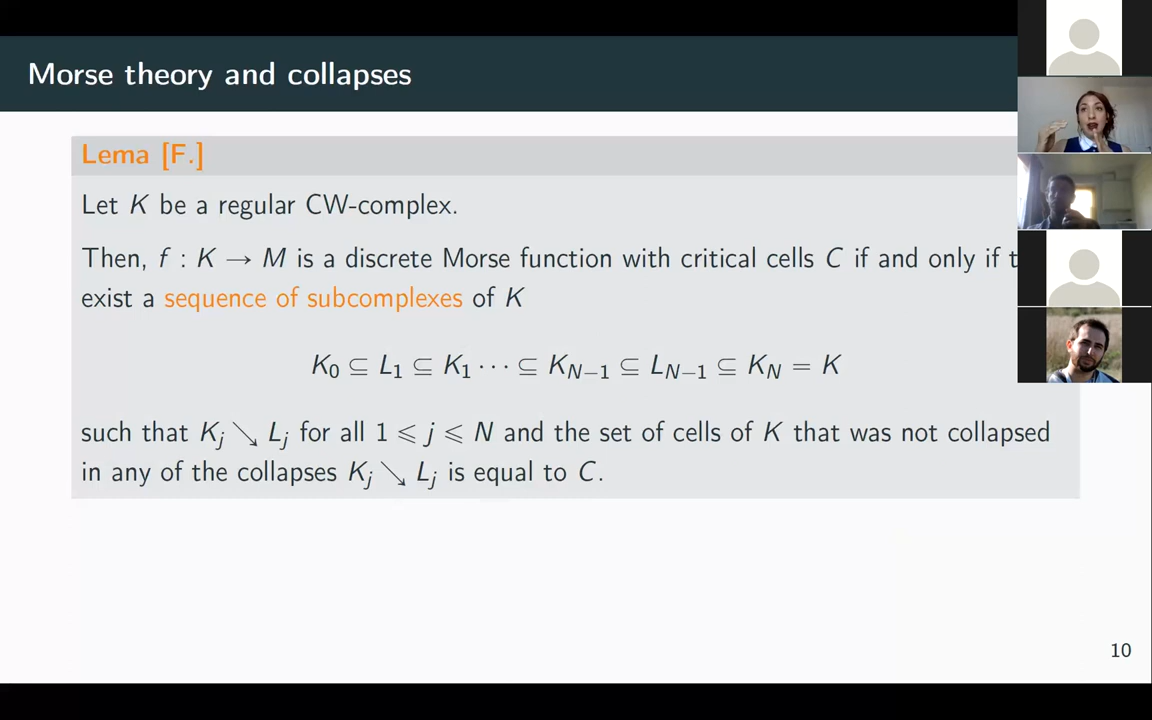 Morse theory and collapses
Lema [F.]
Let K be a regular CW-complex.
Then, f : K → M is a discrete Morse function with critical cells C if and only if
exist a sequence of subcomplexes of K
K₀ ⊆ L₁ ⊆ K₁ ⋯ ⊆ K_{N−1} ⊆ L_{N−1} ⊆ K_N = K
such that K_j ↘ L_j for all 1 ⩽ j ⩽ N and the set of cells of K that was not collapsed
in any of the collapses K_j ↘ L_j is equal to C.
10